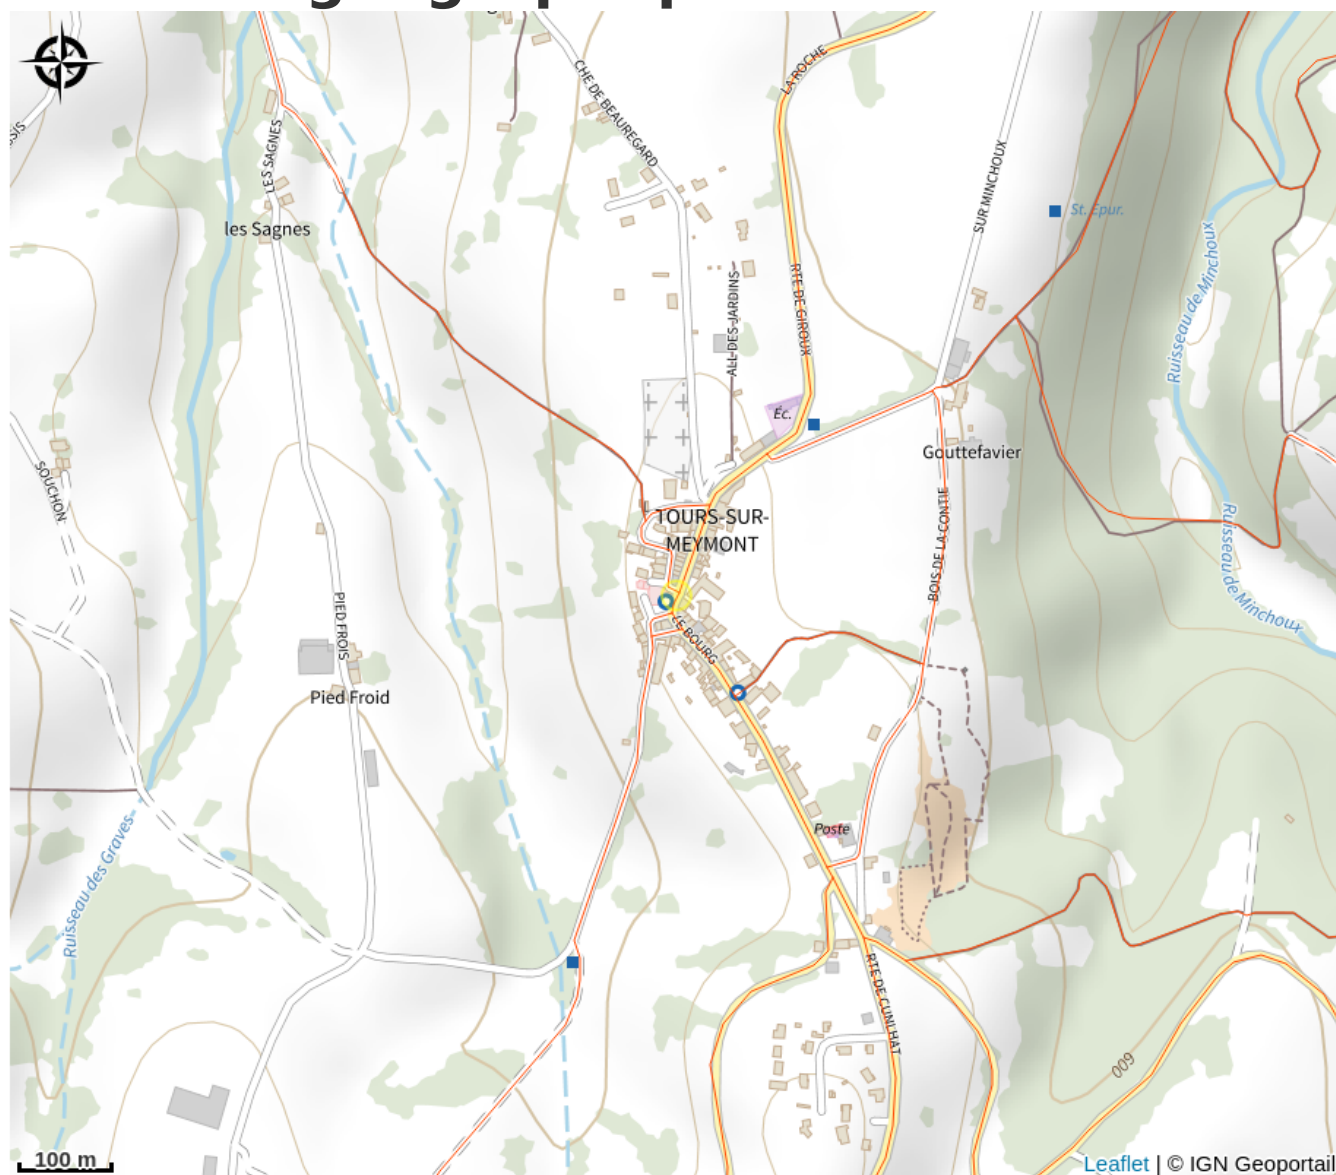 CHE DE BEAUREGARD
LA ROCHE
LES SAGNES
SUR MINCHOUX
St. Epur.
les Sagnes
Ruisseau de Minchoux
ALL DES JARDINS
RTE DE GIROUX
Éc.
Gouttefavier
SOUCHON
TOURS-SUR-
MEYMONT
BOIS DE LA CONTIE
Ruisseau de Minchoux
PIED FROIS
LE BOURG
Pied Froid
Poste
Ruisseau des Graves
RTE DE CUNLHAT
600
100 m
Leaflet | © IGN Geoportail